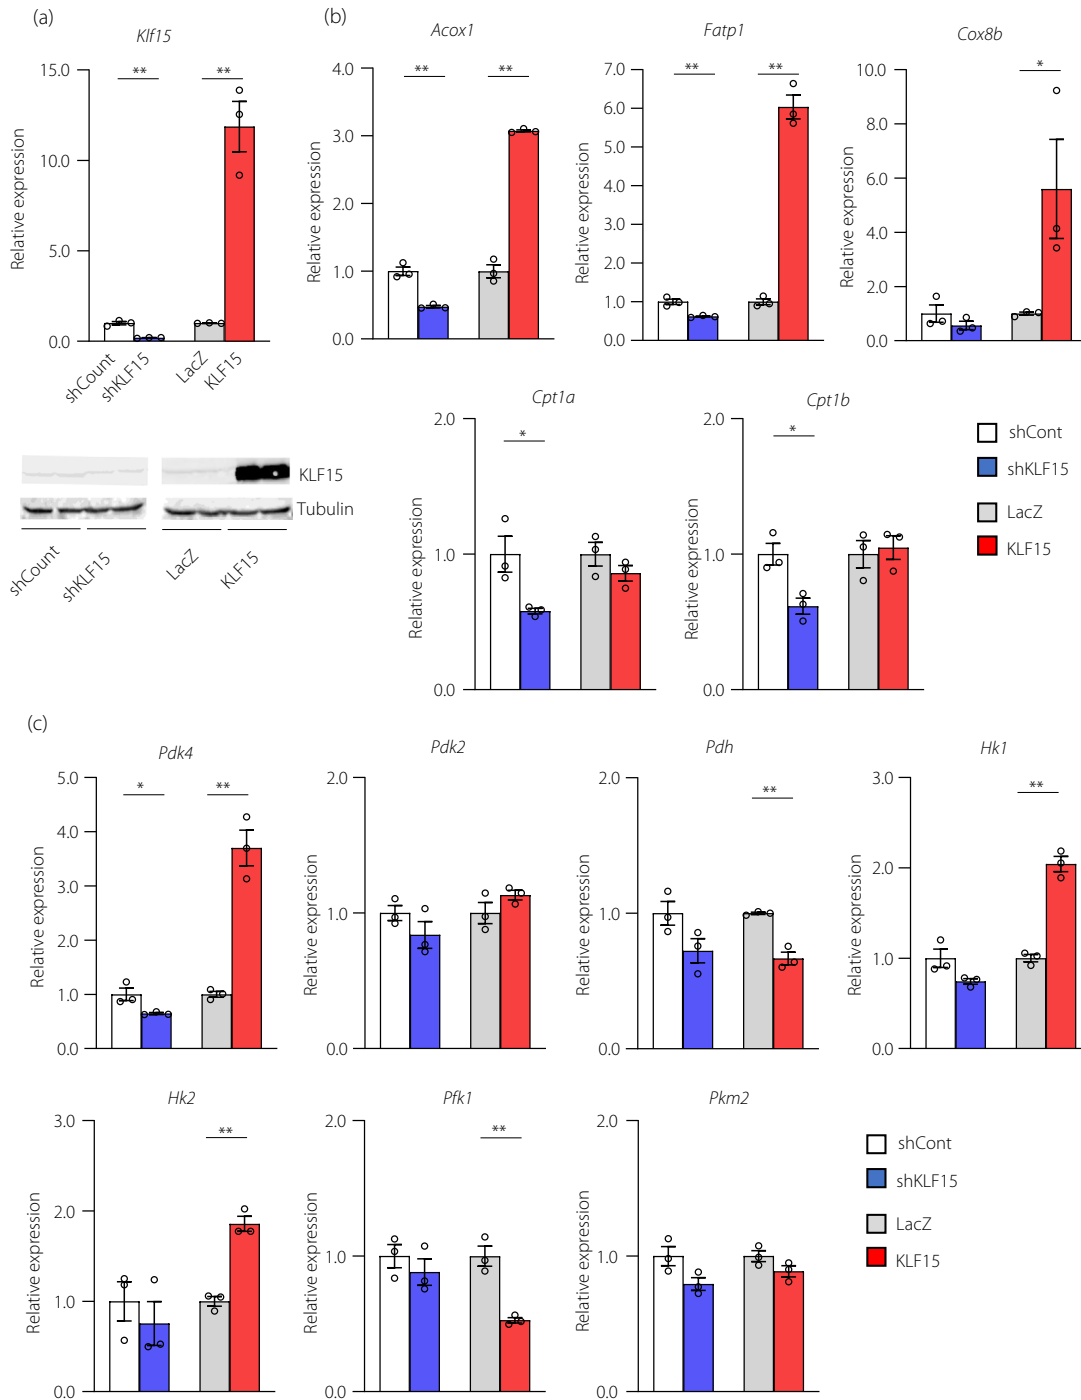 (a)
Klf15
15.0
**
**
10.0
5.0
0.0
Relative expression
shCount
shKLF15
LacZ
KLF15
KLF15
Tubulin
shCount
shKLF15
LacZ
KLF15
(b)
Acox1
4.0
**
**
3.0
2.0
1.0
0.0
Relative expression
Fatp1
7.0
**
**
6.0
5.0
4.0
3.0
2.0
1.0
0.0
Relative expression
Cox8b
10.0
*
8.0
6.0
4.0
2.0
0.0
Relative expression
Cpt1a
2.0
*
1.0
0.0
Relative expression
Cpt1b
2.0
*
1.0
0.0
Relative expression
shCont
shKLF15
LacZ
KLF15
(c)
Pdk4
5.0
*
**
4.0
3.0
2.0
1.0
0.0
Relative expression
Pdk2
2.0
1.0
0.0
Relative expression
Pdh
2.0
**
1.0
0.0
Relative expression
Hk1
3.0
**
2.0
1.0
0.0
Relative expression
Hk2
3.0
**
2.0
1.0
0.0
Relative expression
Pfk1
2.0
**
1.0
0.0
Relative expression
Pkm2
2.0
1.0
0.0
Relative expression
shCont
shKLF15
LacZ
KLF15